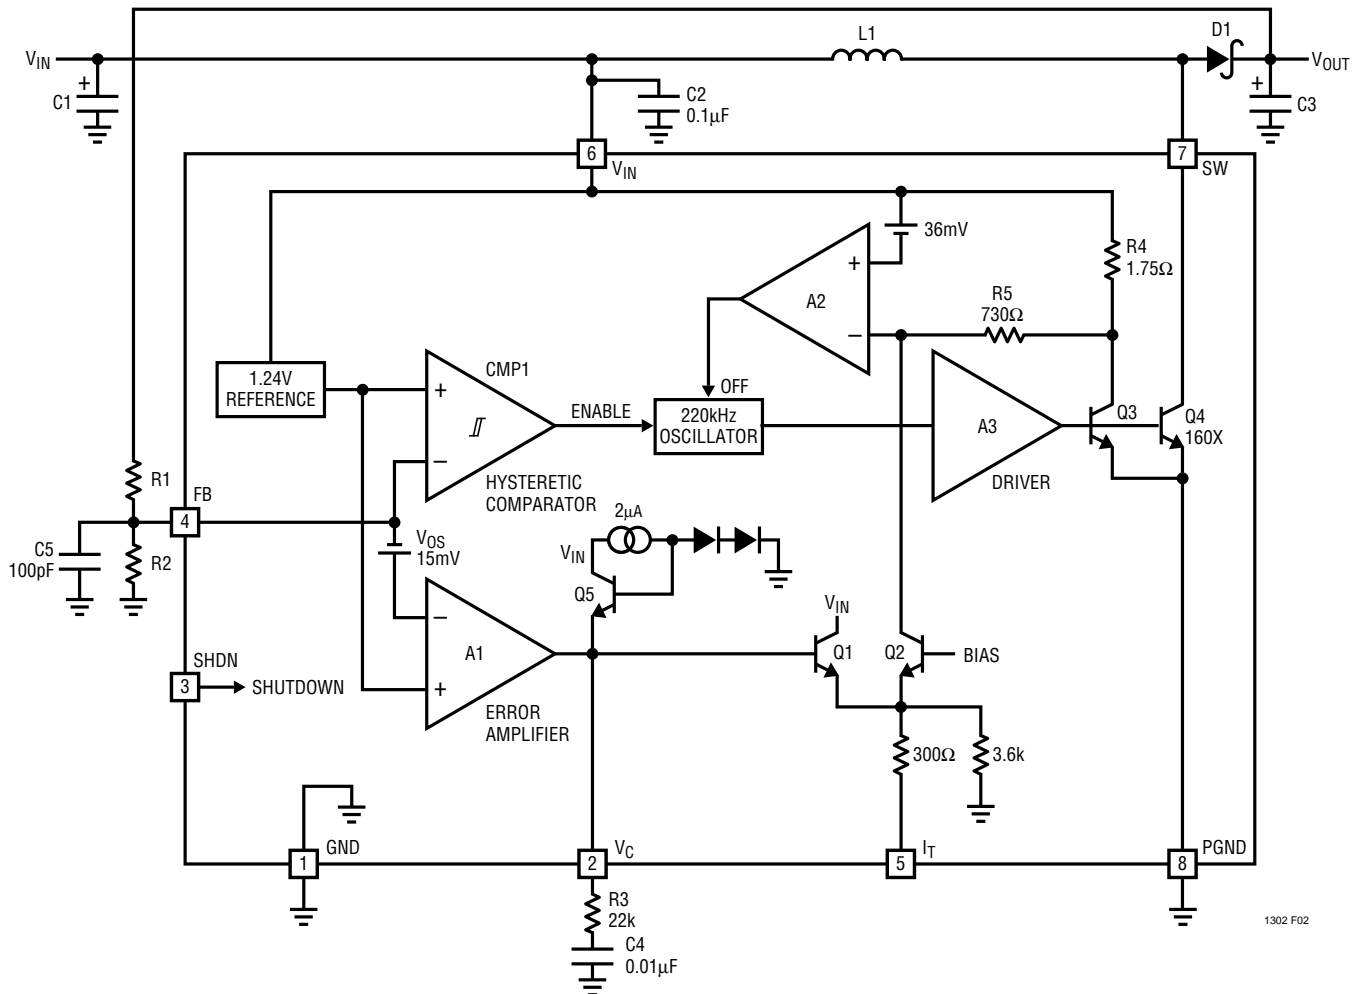 L1
D1
VIN
VOUT
+
C1
C2
0.1µF
+
C3
6
VIN
7
SW
36mV
R4
1.75Ω
+
A2
R5
730Ω
–
CMP1
1.24V
REFERENCE
+
OFF
ENABLE
220kHz
OSCILLATOR
A3
Q3
Q4
160X
–
R1
HYSTERETIC
COMPARATOR
DRIVER
FB
4
2µA
VOS
15mV
VIN
C5
100pF
R2
Q5
–
VIN
A1
Q1
Q2
BIAS
SHDN
3
SHUTDOWN
+
ERROR
AMPLIFIER
300Ω
3.6k
GND
VC
IT
PGND
1
2
5
8
R3
22k
1302 F02
C4
0.01µF